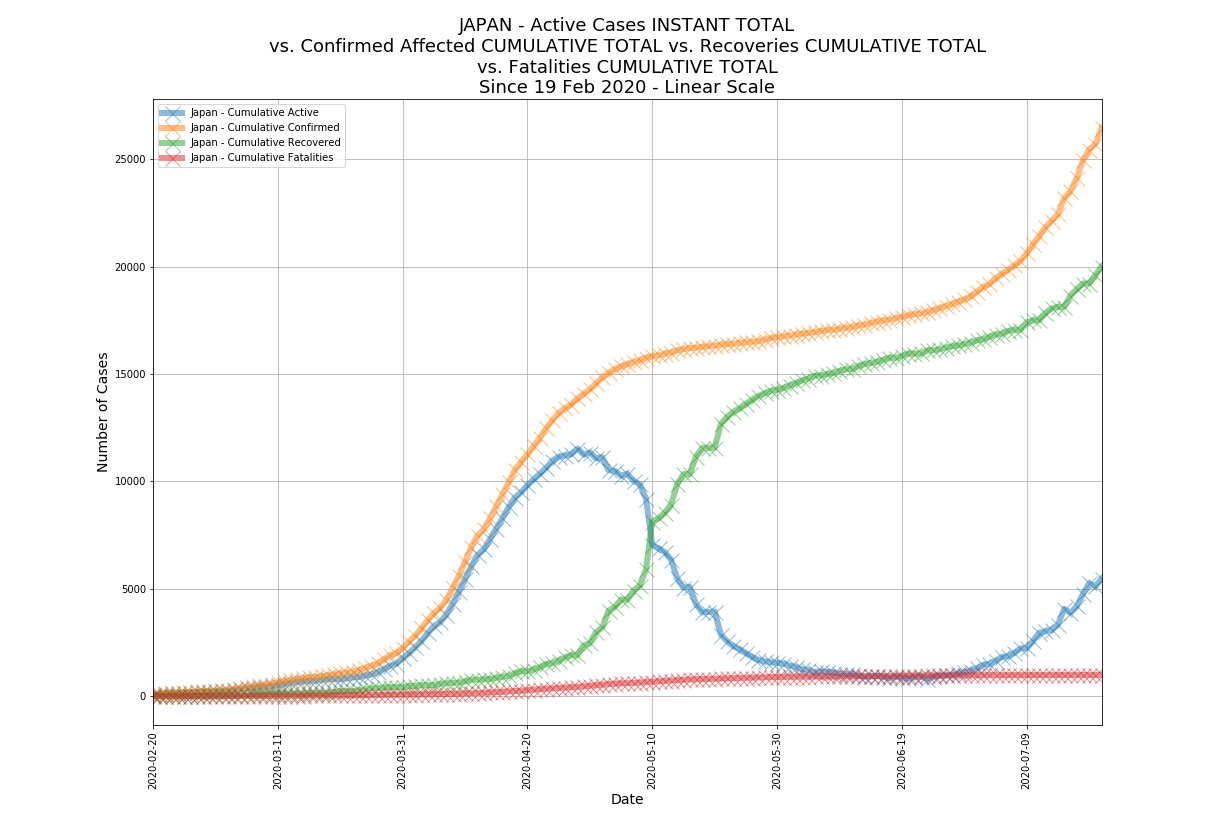 JAPAN - Active Cases INSTANT TOTAL
vs. Confirmed Affected CUMULATIVE TOTAL vs. Recoveries CUMULATIVE TOTAL
vs. Fatalities CUMULATIVE TOTAL
Since 19 Feb 2020 - Linear Scale
Japan - Cumulative Active
Japan - Cumulative Confirmed
Japan - Cumulative Recovered
Japan - Cumulative Fatalities
Number of Cases
25000
20000
15000
10000
5000
0
2020-02-20
2020-03-11
2020-03-31
2020-04-20
2020-05-10
2020-05-30
2020-06-19
2020-07-09
Date